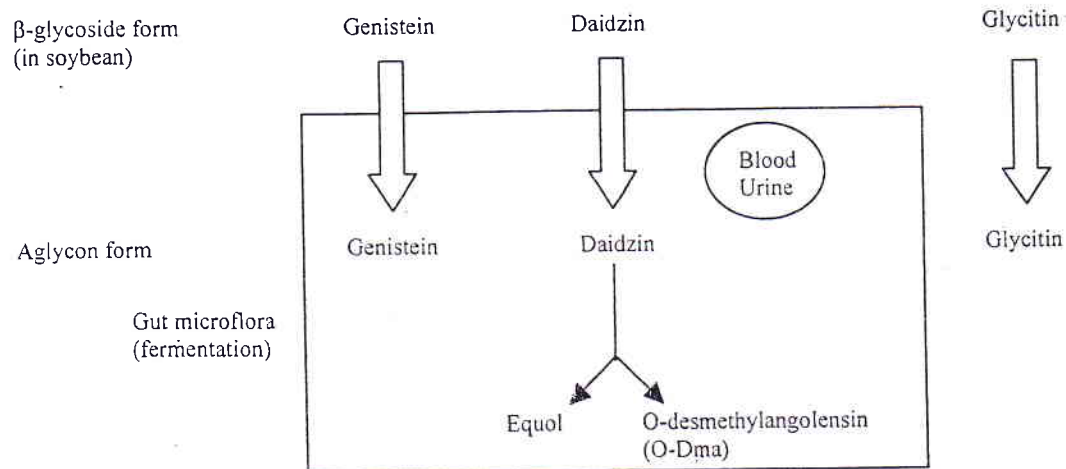 β-glycoside form
(in soybean)
Genistein
Daidzin
Glycitin
Blood
Urine
Aglycon form
Genistein
Daidzin
Glycitin
Gut microflora
(fermentation)
Equol
O-desmethylangolensin
(O-Dma)